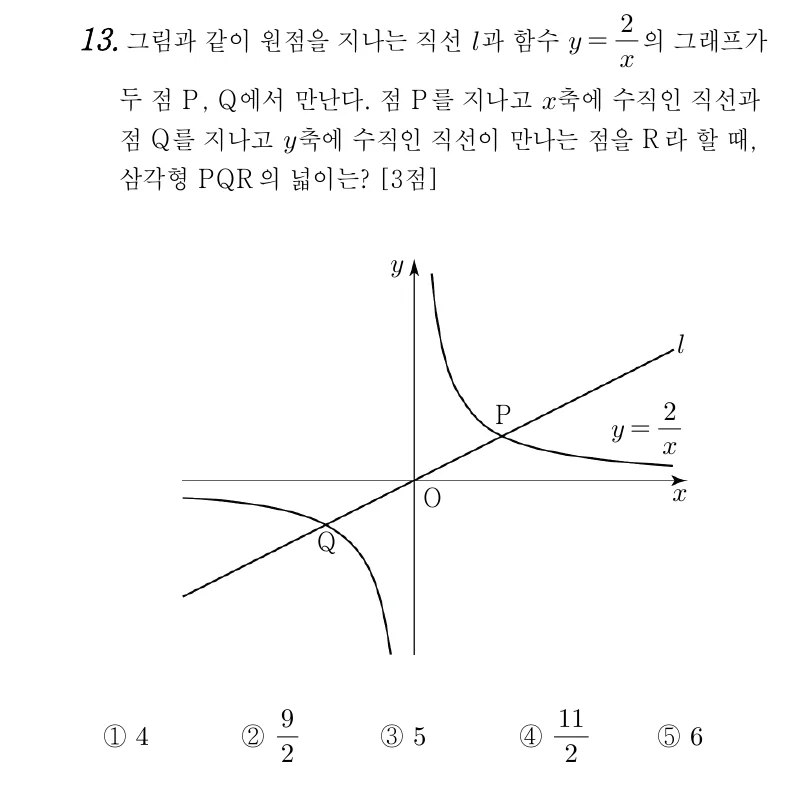 13. 그림과 같이 원점을 지나는 직선 l과 함수 y = 2/x 의 그래프가
두 점 P, Q에서 만난다. 점 P를 지나고 x축에 수직인 직선과
점 Q를 지나고 y축에 수직인 직선이 만나는 점을 R라 할 때,
삼각형 PQR의 넓이는? [3점]
y
l
P
y = 2/x
O
x
Q
① 4 ② 9/2 ③ 5 ④ 11/2 ⑤ 6